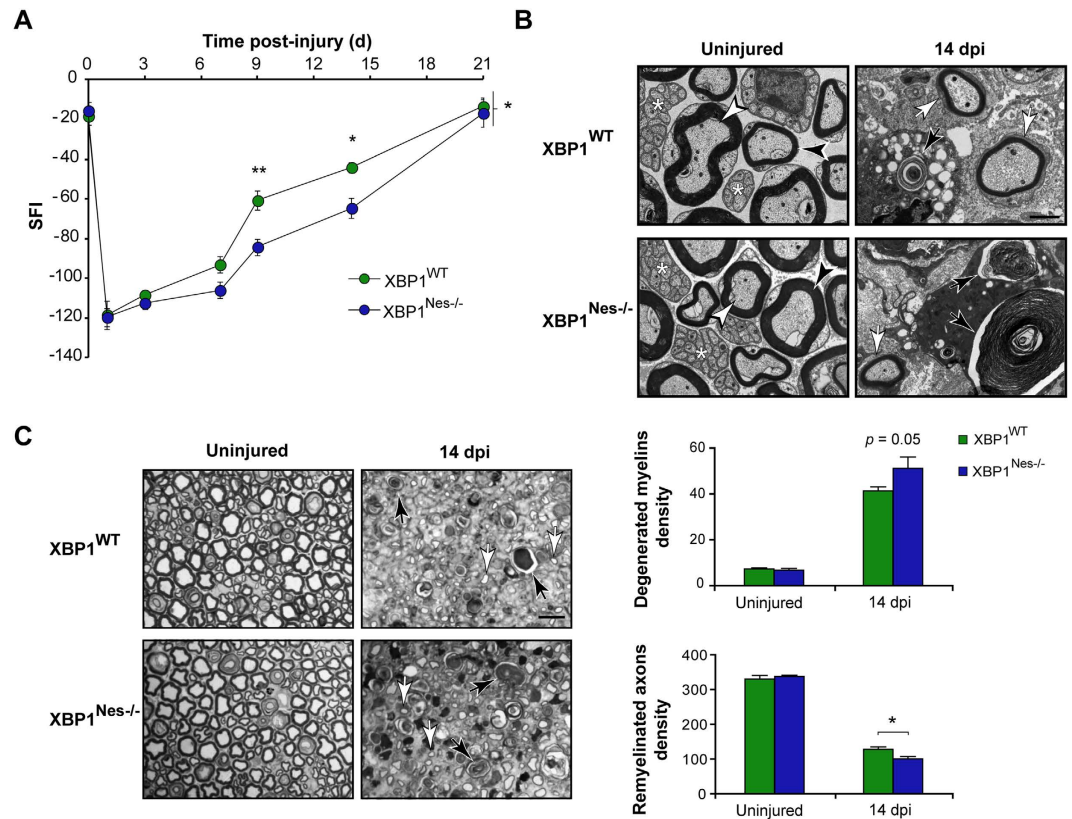 A
Time post-injury (d)
0 3 6 9 12 15 18 21
0
-20
-40
-60
-80
-100
-120
-140
SFI
**
*
*
XBP1WT
XBP1Nes-/-
B
Uninjured 14 dpi
XBP1WT
XBP1Nes-/-
* * * *
C
Uninjured 14 dpi
XBP1WT
XBP1Nes-/-
Degenerated myelins
density
60
40
20
0
p = 0.05
XBP1WT
XBP1Nes-/-
Uninjured 14 dpi
Remyelinated axons
density
400
300
200
100
0
*
Uninjured 14 dpi